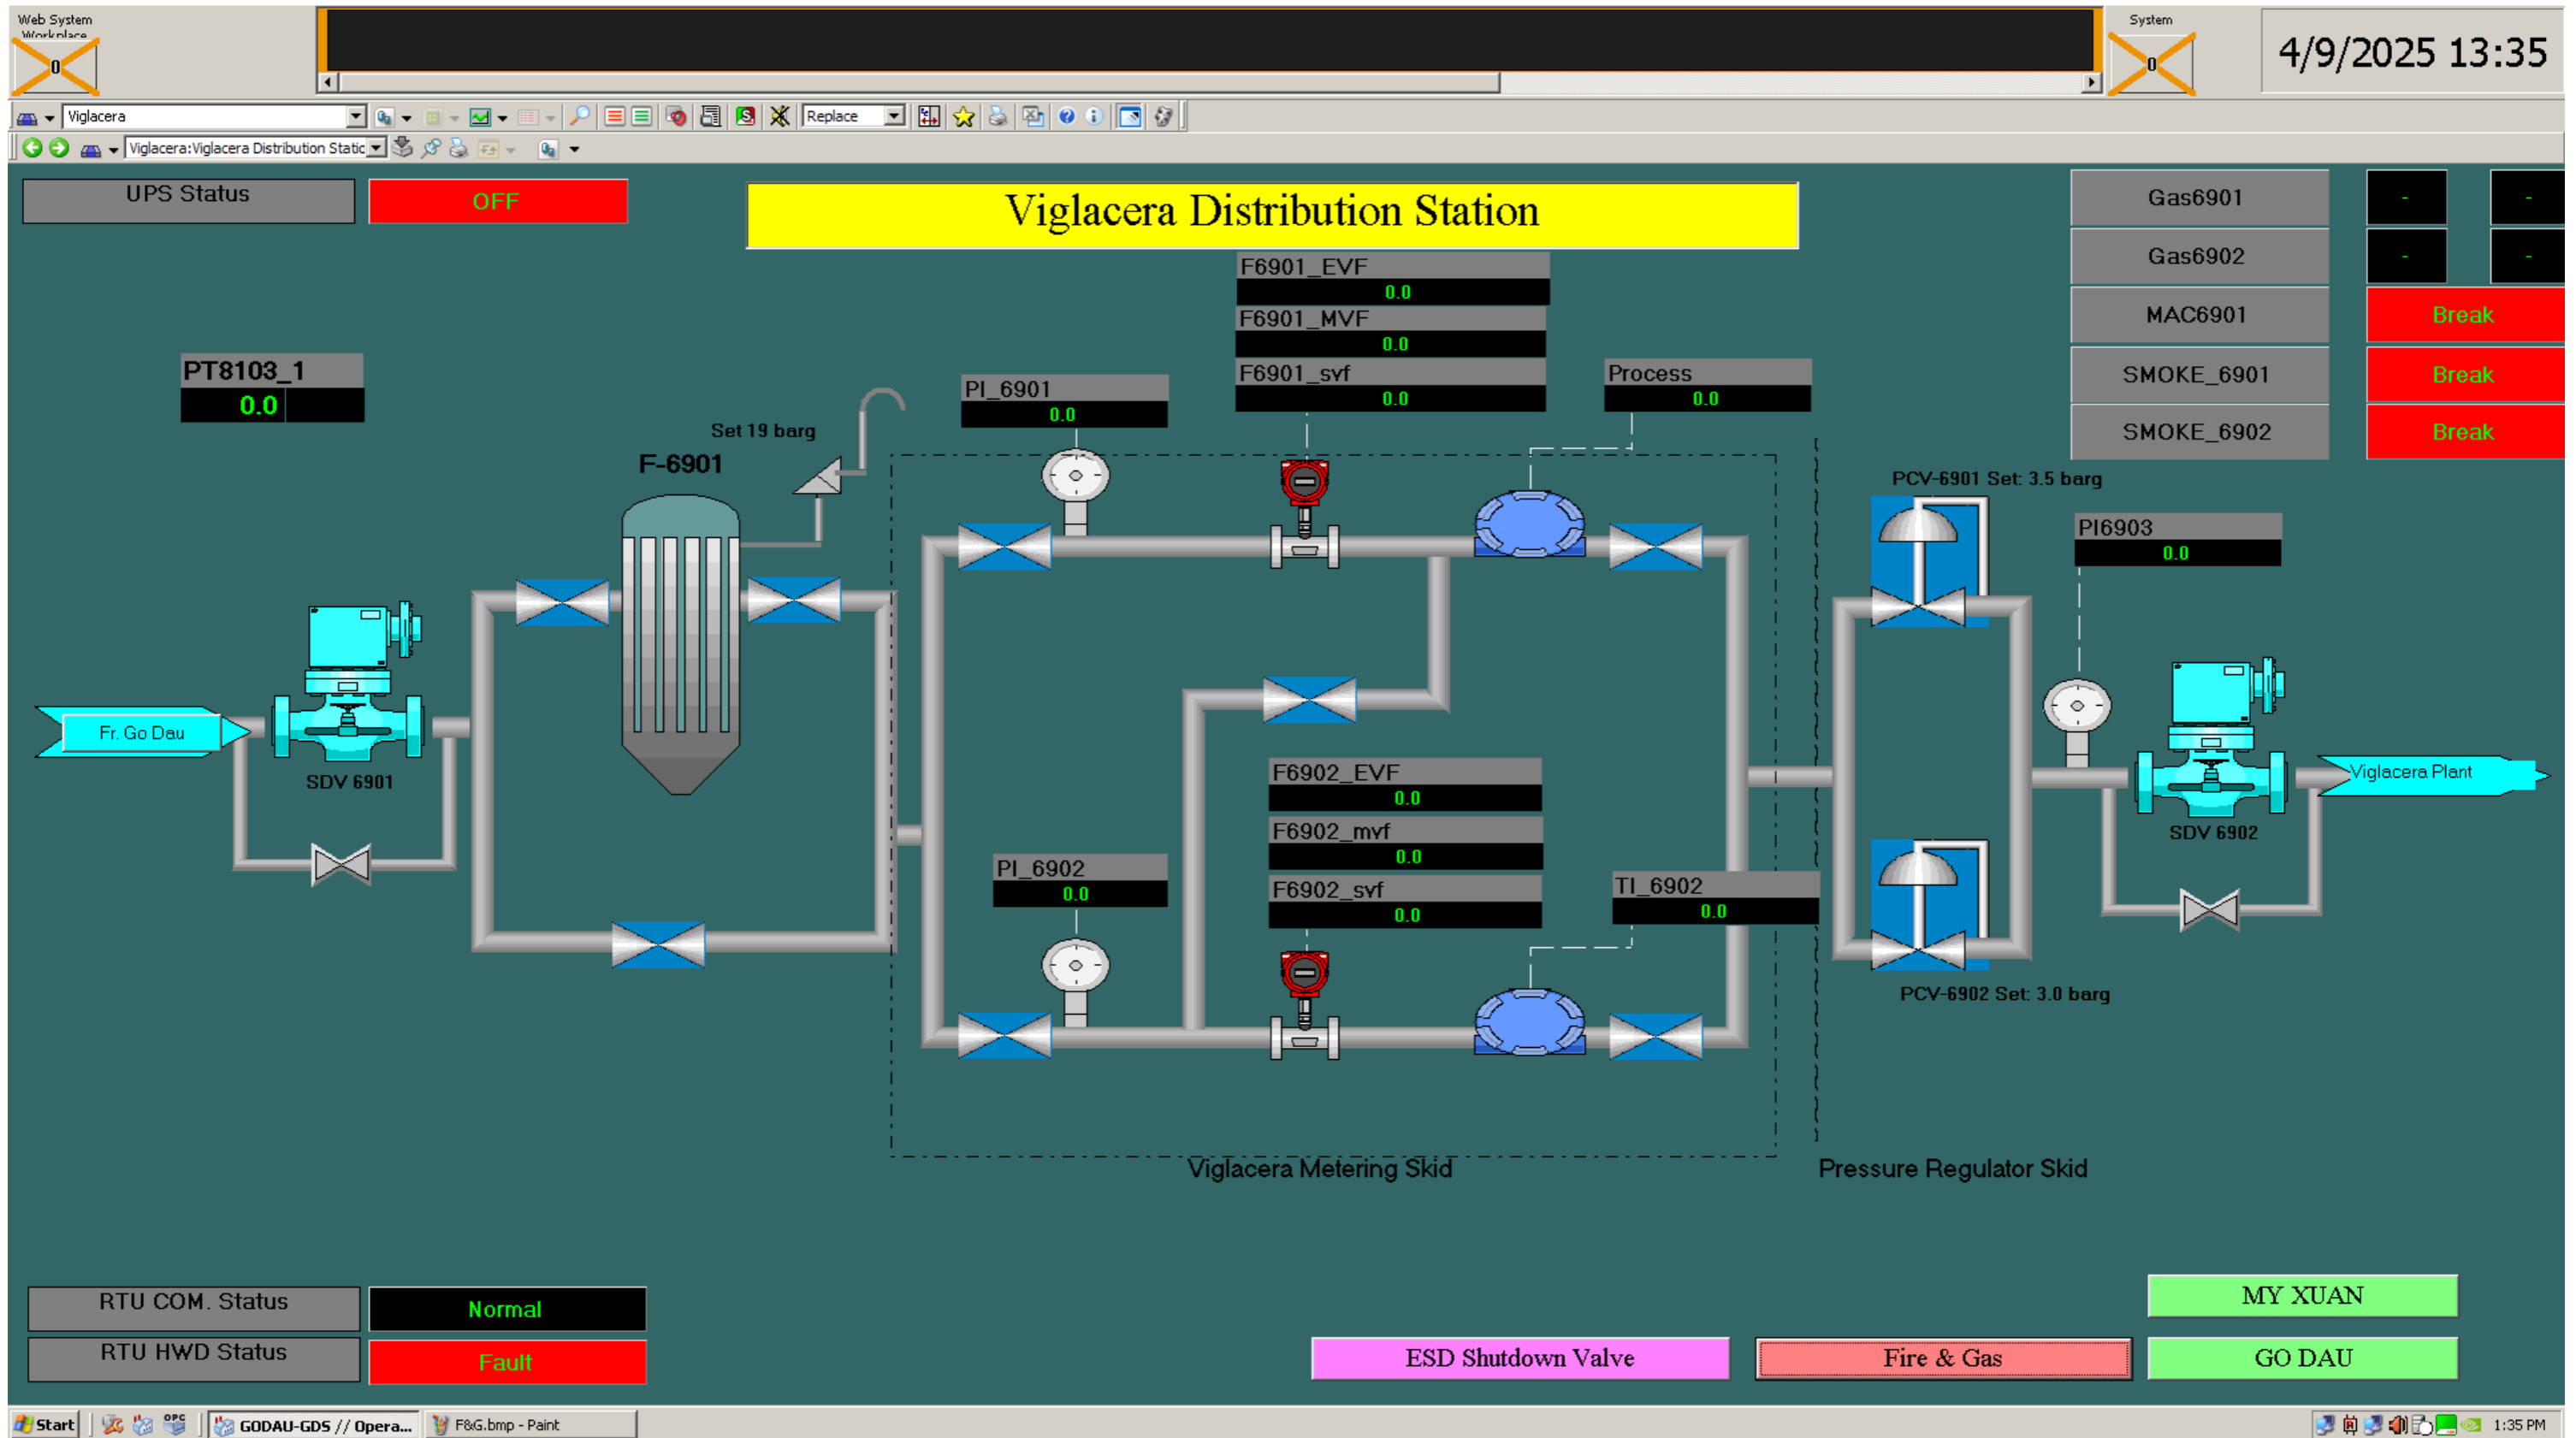 Web System
Workplace
0
System
0
4/9/2025 13:35
Viglacera
Replace
Viglacera:Viglacera Distribution Static
UPS Status
OFF
Viglacera Distribution Station
Gas6901
-
-
Gas6902
-
-
MAC6901
Break
SMOKE_6901
Break
SMOKE_6902
Break
F6901_EVF
0.0
F6901_MVF
0.0
F6901_svf
0.0
PT8103_1
0.0
PI_6901
0.0
Process
0.0
Set 19 barg
F-6901
PCV-6901 Set: 3.5 barg
PI6903
0.0
Fr. Go Dau
SDV 6901
F6902_EVF
0.0
F6902_mvf
0.0
F6902_svf
0.0
PI_6902
0.0
TI_6902
0.0
Viglacera Plant
SDV 6902
PCV-6902 Set: 3.0 barg
Viglacera Metering Skid
Pressure Regulator Skid
RTU COM. Status
Normal
RTU HWD Status
Fault
MY XUAN
ESD Shutdown Valve
Fire & Gas
GO DAU
Start
OPC
GODAU-GDS // Opera...
F&G.bmp - Paint
1:35 PM